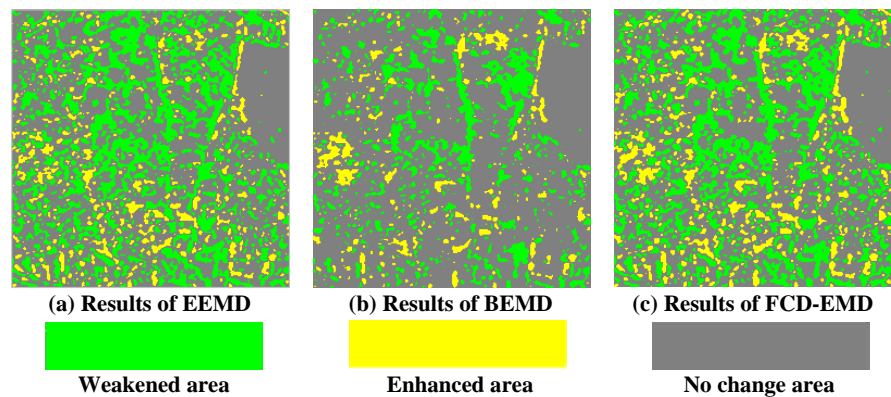 (a) Results of EEMD
(b) Results of BEMD
(c) Results of FCD-EMD
Weakened area
Enhanced area
No change area